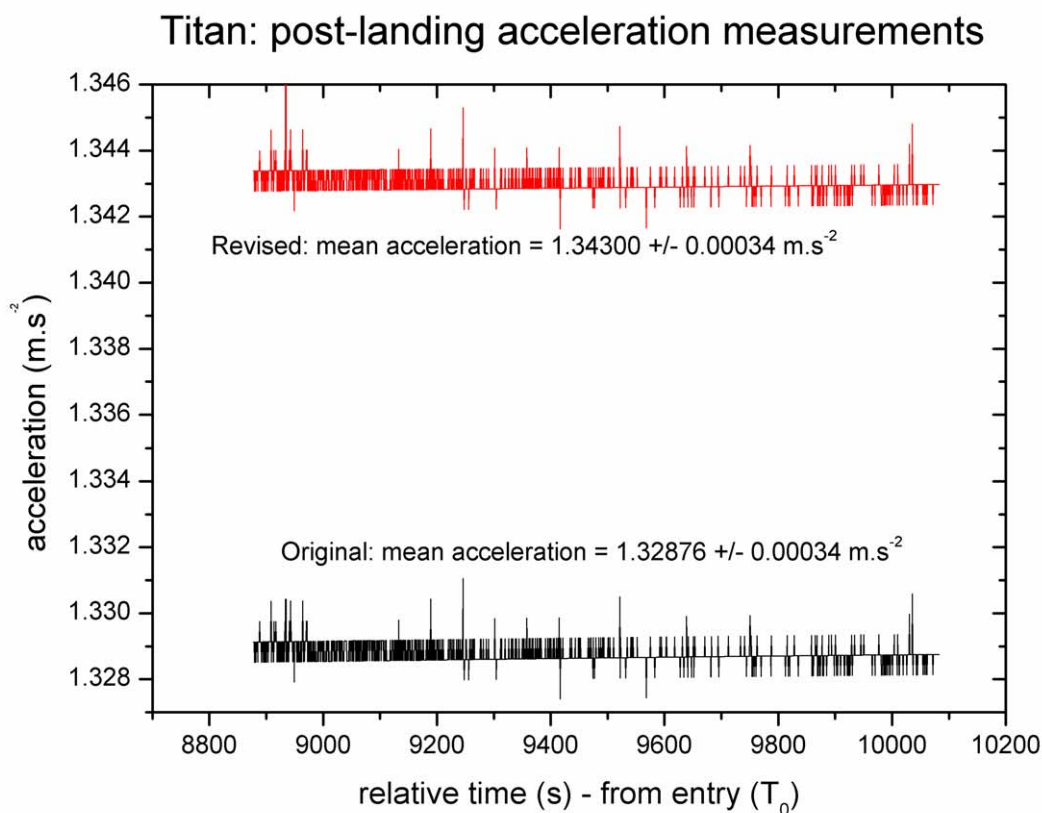 Titan: post-landing acceleration measurements
1.346
1.344
1.342
Revised: mean acceleration = 1.34300 +/- 0.00034 m.s-2
1.340
1.338
1.336
1.334
1.332
Original: mean acceleration = 1.32876 +/- 0.00034 m.s-2
1.330
1.328
acceleration (m.s-2)
8800 9000 9200 9400 9600 9800 10000 10200
relative time (s) - from entry (T0)